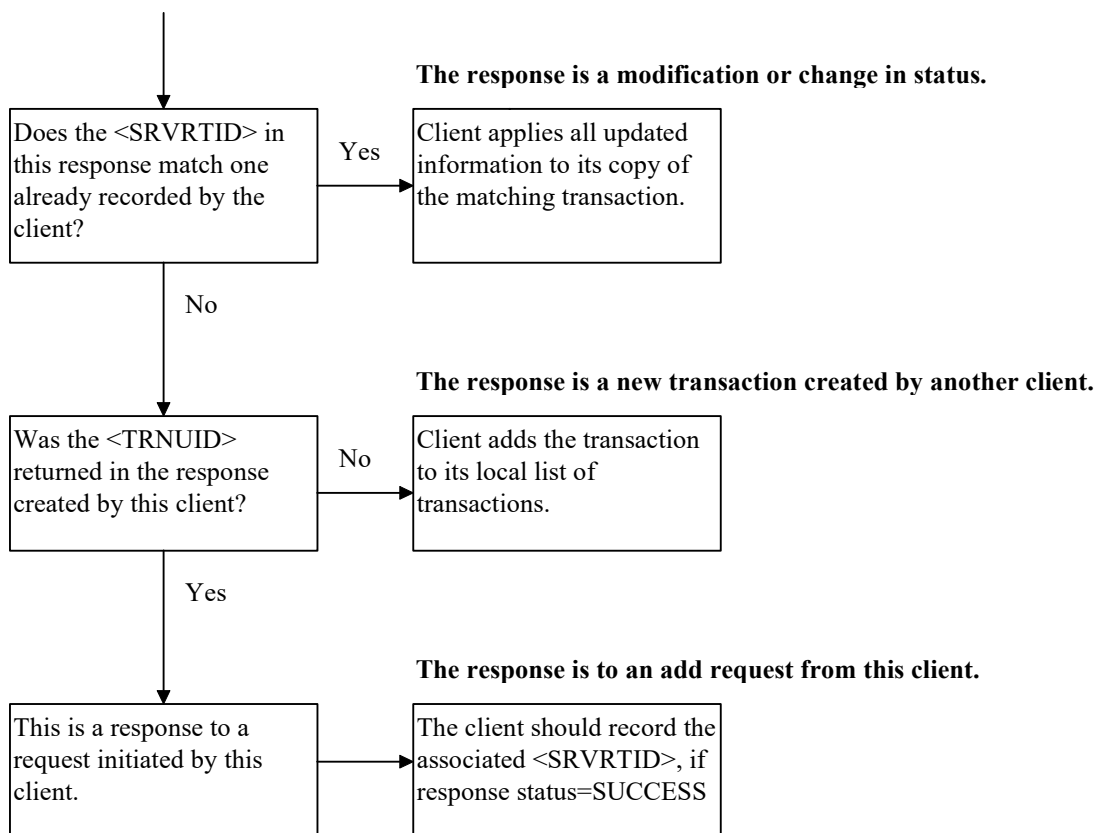 The response is a modification or change in status.
Does the <SRVRTID> in
this response match one
already recorded by the
client?
Yes
Client applies all updated
information to its copy of
the matching transaction.
No
The response is a new transaction created by another client.
Was the <TRNUID>
returned in the response
created by this client?
No
Client adds the transaction
to its local list of
transactions.
Yes
The response is to an add request from this client.
This is a response to a
request initiated by this
client.
The client should record the
associated <SRVRTID>, if
response status=SUCCESS